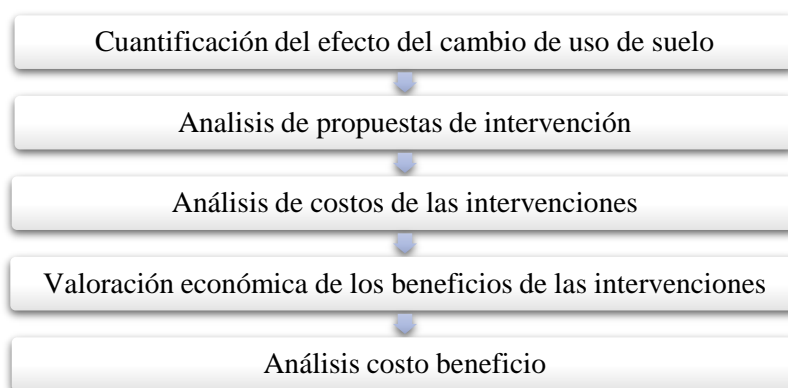 Cuantificación del efecto del cambio de uso de suelo
Analisis de propuestas de intervención
Análisis de costos de las intervenciones
Valoración económica de los beneficios de las intervenciones
Análisis costo beneficio